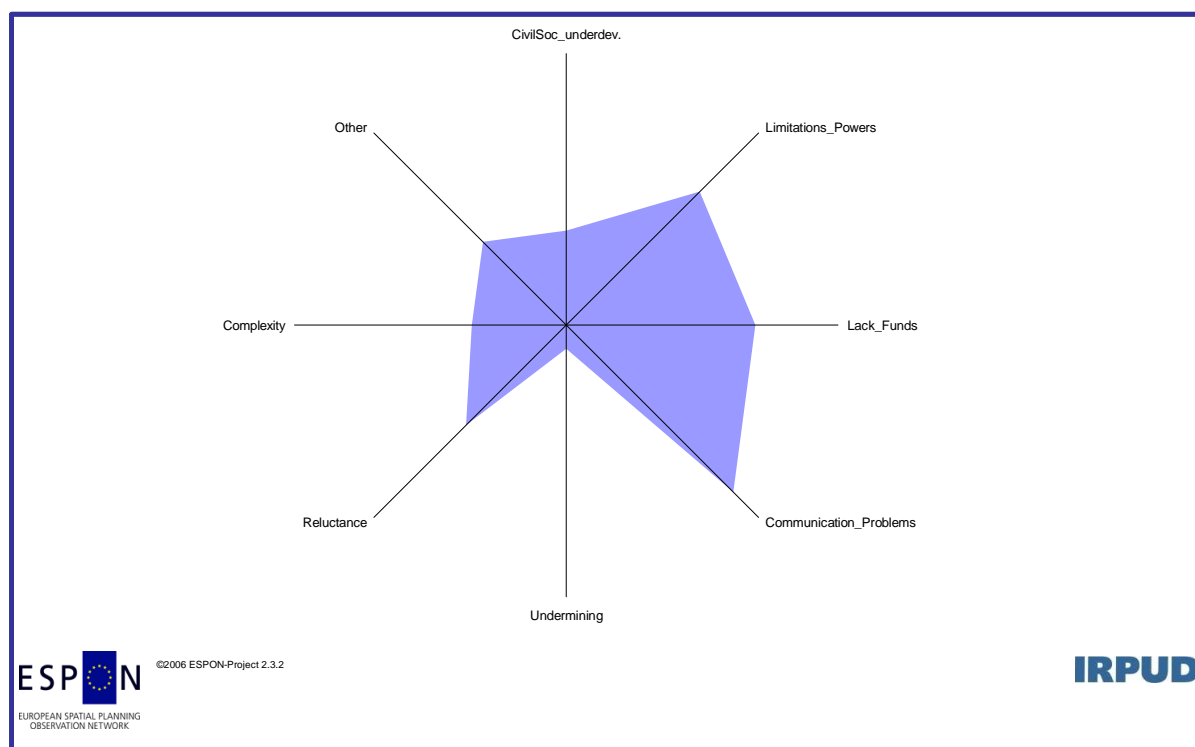 CivilSoc_underdev.
Other
Limitations_Powers
Complexity
Lack_Funds
Reluctance
Communication_Problems
Undermining
©2006 ESPON-Project 2.3.2
ESPON
IRPUD
EUROPEAN SPATIAL PLANNING
OBSERVATION NETWORK